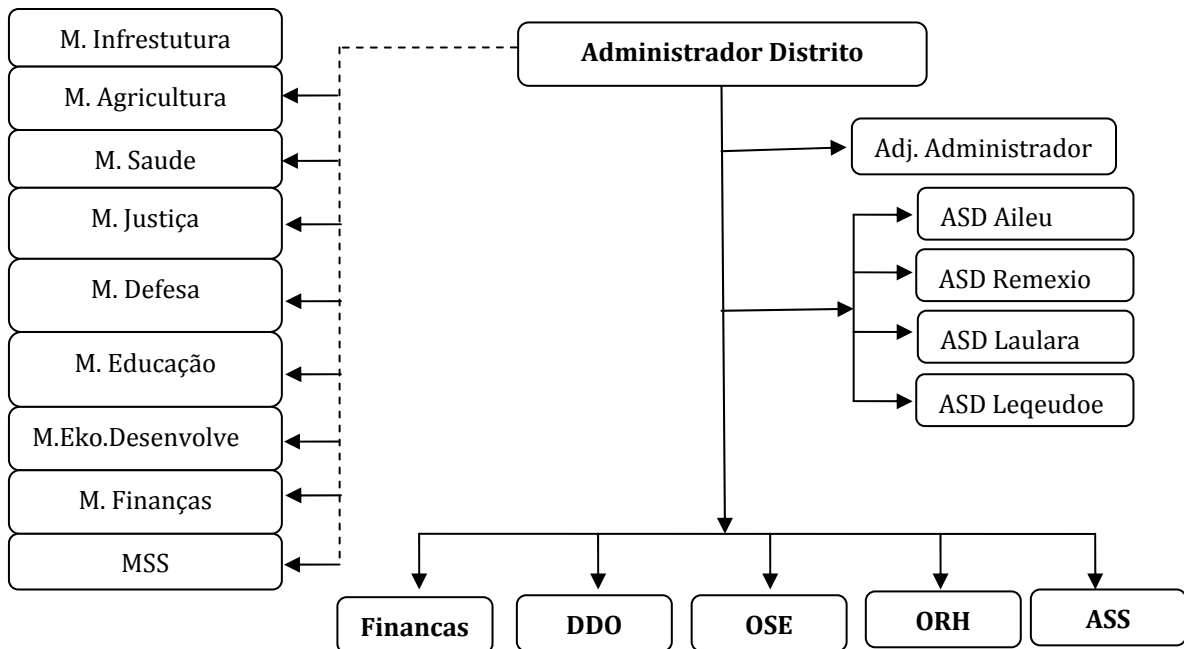 M. Infrestutura
M. Agricultura
M. Saude
M. Justiça
M. Defesa
M. Educação
M.Eko.Desenvolve
M. Finanças
MSS
Administrador Distrito
Adj. Administrador
ASD Aileu
ASD Remexio
ASD Laulara
ASD Leqeudoe
Financas
DDO
OSE
ORH
ASS